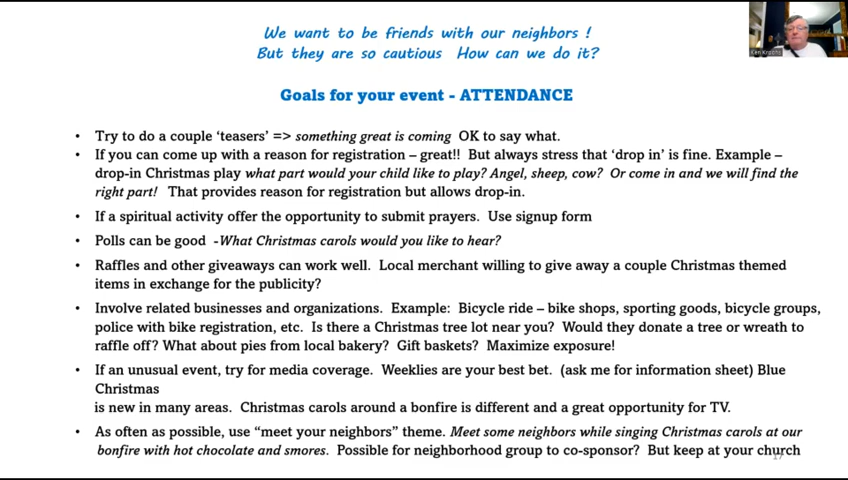 We want to be friends with our neighbors !
But they are so cautious How can we do it?
Goals for your event - ATTENDANCE
• Try to do a couple ‘teasers’ => something great is coming OK to say what.
• If you can come up with a reason for registration – great!! But always stress that ‘drop in’ is fine. Example –
drop-in Christmas play what part would your child like to play? Angel, sheep, cow? Or come in and we will find the
right part! That provides reason for registration but allows drop-in.
• If a spiritual activity offer the opportunity to submit prayers. Use signup form
• Polls can be good -What Christmas carols would you like to hear?
• Raffles and other giveaways can work well. Local merchant willing to give away a couple Christmas themed
items in exchange for the publicity?
• Involve related businesses and organizations. Example: Bicycle ride – bike shops, sporting goods, bicycle groups,
police with bike registration, etc. Is there a Christmas tree lot near you? Would they donate a tree or wreath to
raffle off? What about pies from local bakery? Gift baskets? Maximize exposure!
• If an unusual event, try for media coverage. Weeklies are your best bet. (ask me for information sheet) Blue
Christmas
is new in many areas. Christmas carols around a bonfire is different and a great opportunity for TV.
• As often as possible, use “meet your neighbors” theme. Meet some neighbors while singing Christmas carols at our
bonfire with hot chocolate and smores. Possible for neighborhood group to co-sponsor? But keep at your church
17